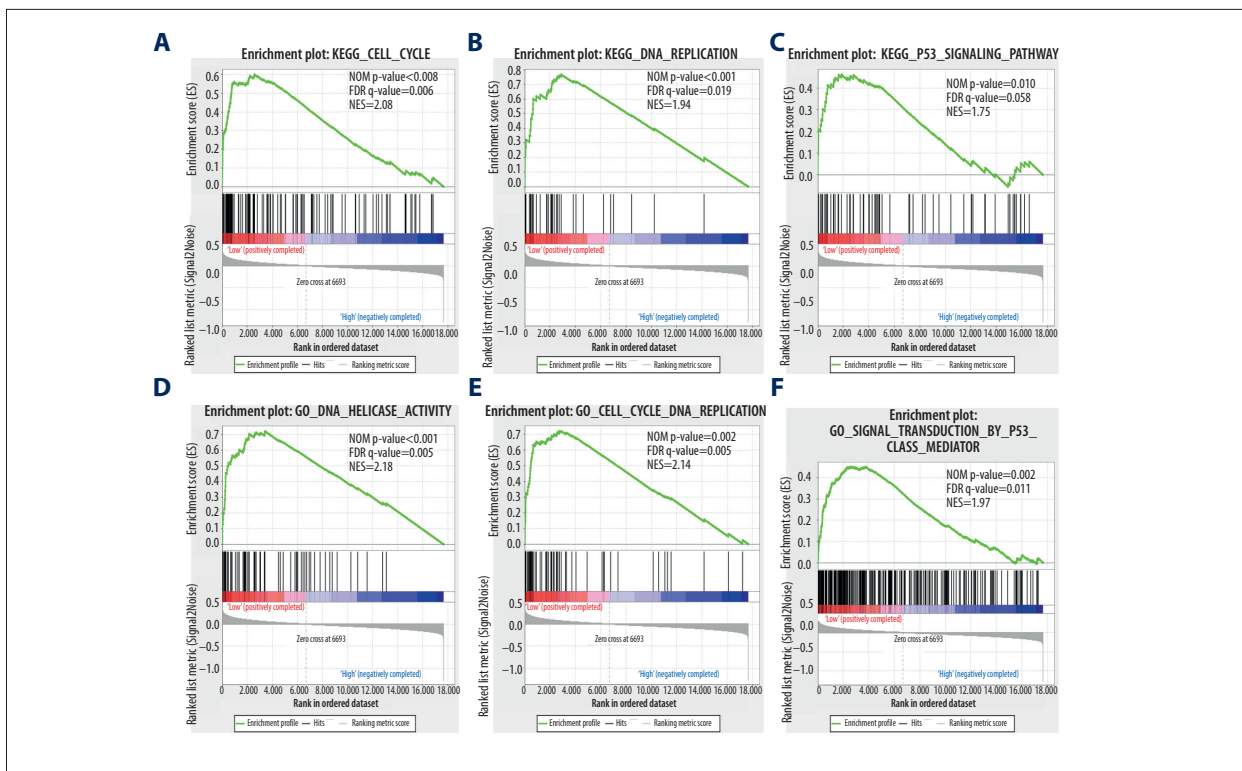 A
Enrichment plot: KEGG_CELL_CYCLE
NOM p-value<0.008
FDR q-value=0.006
NES=2.08
Enrichment score (ES)
0.6
0.5
0.4
0.3
0.2
0.1
0.0
Ranked list metric (Signal2Noise)
0.5
0.0
−0.5
−1.0
'Low' (positively completed)
Zero cross at 6693
'High' (negatively completed)
0 2.000 4.000 6.000 8.000 10.000 12.000 14.000 16.000 18.000
Rank in ordered dataset
Enrichment profile Hits Ranking metric score
B
Enrichment plot: KEGG_DNA_REPLICATION
NOM p-value<0.001
FDR q-value=0.019
NES=1.94
Enrichment score (ES)
0.8
0.7
0.6
0.5
0.4
0.3
0.2
0.1
0.0
Ranked list metric (Signal2Noise)
0.5
0.0
−0.5
−1.0
'Low' (positively completed)
Zero cross at 6693
'High' (negatively completed)
0 2.000 4.000 6.000 8.000 10.000 12.000 14.000 16.000 18.000
Rank in ordered dataset
Enrichment profile Hits Ranking metric score
C
Enrichment plot: KEGG_P53_SIGNALING_PATHWAY
NOM p-value=0.010
FDR q-value=0.058
NES=1.75
Enrichment score (ES)
0.4
0.3
0.2
0.1
0.0
Ranked list metric (Signal2Noise)
0.5
0.0
−0.5
−1.0
'Low' (positively completed)
Zero cross at 6693
'High' (negatively completed)
0 2.000 4.000 6.000 8.000 10.000 12.000 14.000 16.000 18.000
Rank in ordered dataset
Enrichment profile Hits Ranking metric score
D
Enrichment plot: GO_DNA_HELICASE_ACTIVITY
NOM p-value<0.001
FDR q-value=0.005
NES=2.18
Enrichment score (ES)
0.7
0.6
0.5
0.4
0.3
0.2
0.1
0.0
Ranked list metric (Signal2Noise)
0.5
0.0
−0.5
−1.0
'Low' (positively completed)
Zero cross at 6693
'High' (negatively completed)
0 2.000 4.000 6.000 8.000 10.000 12.000 14.000 16.000 18.000
Rank in ordered dataset
Enrichment profile Hits Ranking metric score
E
Enrichment plot: GO_CELL_CYCLE_DNA_REPLICATION
NOM p-value=0.002
FDR q-value=0.005
NES=2.14
Enrichment score (ES)
0.7
0.6
0.5
0.4
0.3
0.2
0.1
0.0
Ranked list metric (Signal2Noise)
0.5
0.0
−0.5
−1.0
'Low' (positively completed)
Zero cross at 6693
'High' (negatively completed)
0 2.000 4.000 6.000 8.000 10.000 12.000 14.000 16.000 18.000
Rank in ordered dataset
Enrichment profile Hits Ranking metric score
F
Enrichment plot:
GO_SIGNAL_TRANSDUCTION_BY_P53_
CLASS_MEDIATOR
NOM p-value=0.002
FDR q-value=0.011
NES=1.97
Enrichment score (ES)
0.4
0.3
0.2
0.1
0.0
Ranked list metric (Signal2Noise)
0.5
0.0
−0.5
−1.0
'Low' (positively completed)
Zero cross at 6693
'High' (negatively completed)
0 2.000 4.000 6.000 8.000 10.000 12.000 14.000 16.000 18.000
Rank in ordered dataset
Enrichment profile Hits Ranking metric score